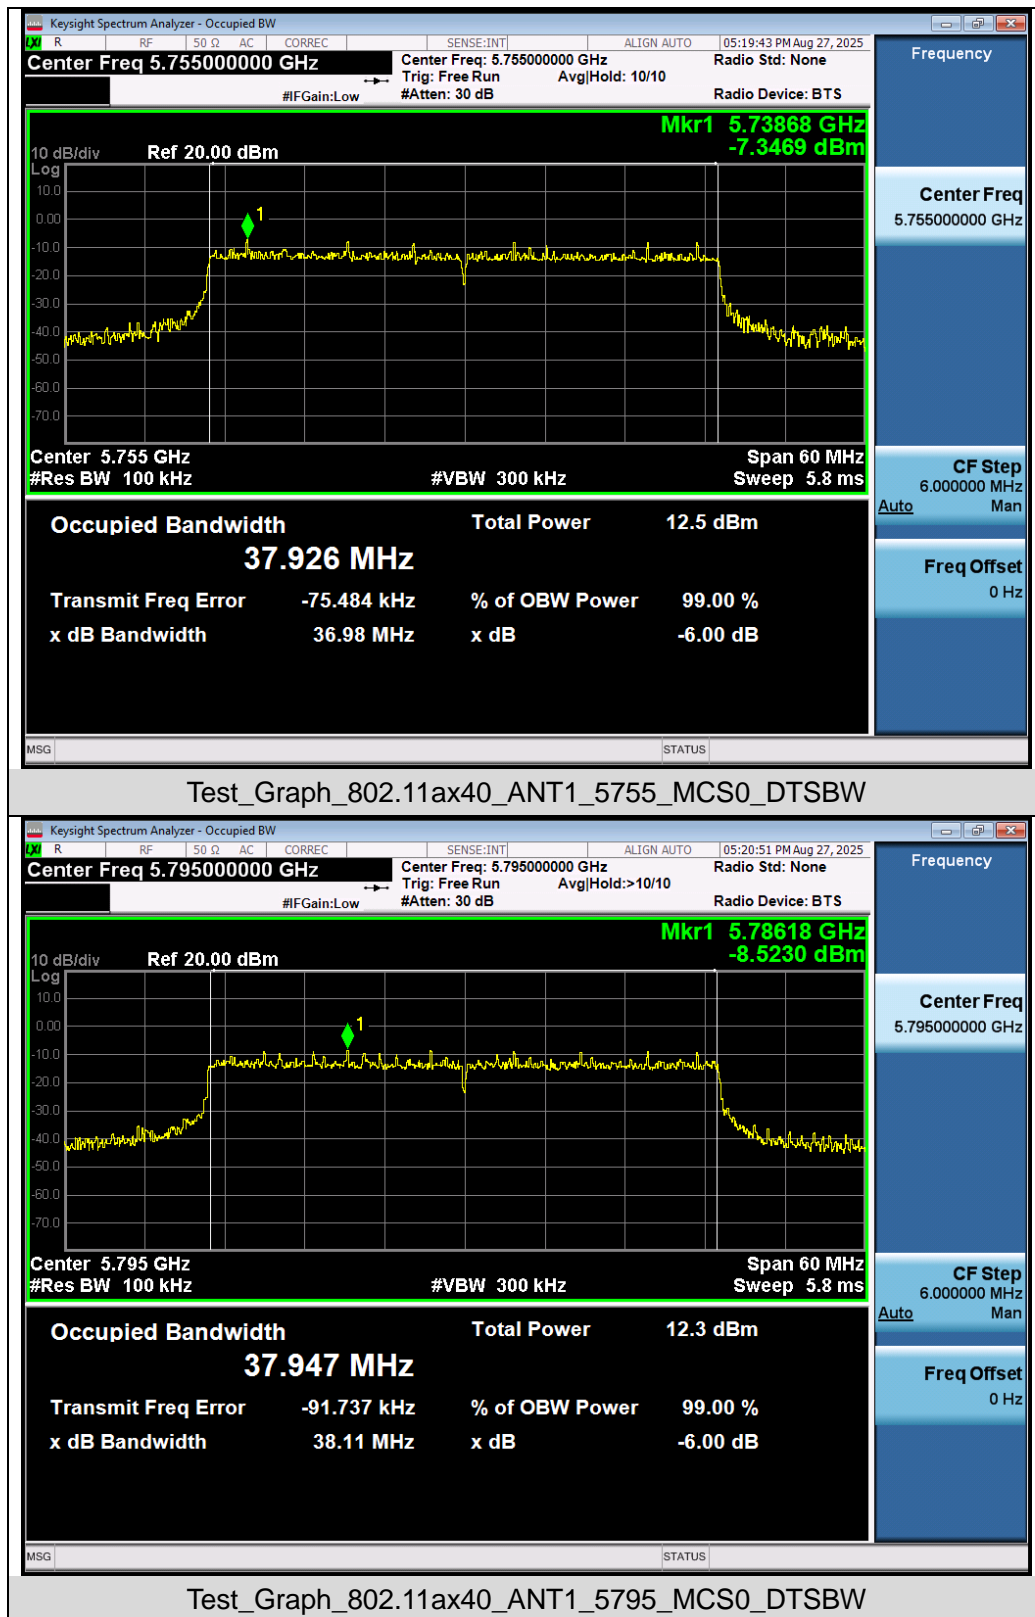 Keysight Spectrum Analyzer - Occupied BW
LXI R RF 50 Ω AC CORREC SENSE:INT ALIGN AUTO 05:19:43 PM Aug 27, 2025
Center Freq 5.755000000 GHz
Center Freq: 5.755000000 GHz
Radio Std: None
Trig: Free Run Avg|Hold: 10/10
#IFGain:Low #Atten: 30 dB Radio Device: BTS
Mkr1 5.73868 GHz
-7.3469 dBm
10 dB/div Ref 20.00 dBm
Log
10.0
0.00
-10.0
-20.0
-30.0
-40.0
-50.0
-60.0
-70.0
1
Center 5.755 GHz Span 60 MHz
#Res BW 100 kHz #VBW 300 kHz Sweep 5.8 ms
Occupied Bandwidth Total Power 12.5 dBm
37.926 MHz
Transmit Freq Error -75.484 kHz % of OBW Power 99.00 %
x dB Bandwidth 36.98 MHz x dB -6.00 dB
MSG STATUS
Frequency
Center Freq
5.755000000 GHz
CF Step
6.000000 MHz
Auto Man
Freq Offset
0 Hz
Test_Graph_802.11ax40_ANT1_5755_MCS0_DTSBW
Keysight Spectrum Analyzer - Occupied BW
LXI R RF 50 Ω AC CORREC SENSE:INT ALIGN AUTO 05:20:51 PM Aug 27, 2025
Center Freq 5.795000000 GHz
Center Freq: 5.795000000 GHz
Radio Std: None
Trig: Free Run Avg|Hold:>10/10
#IFGain:Low #Atten: 30 dB Radio Device: BTS
Mkr1 5.78618 GHz
-8.5230 dBm
10 dB/div Ref 20.00 dBm
Log
10.0
0.00
-10.0
-20.0
-30.0
-40.0
-50.0
-60.0
-70.0
1
Center 5.795 GHz Span 60 MHz
#Res BW 100 kHz #VBW 300 kHz Sweep 5.8 ms
Occupied Bandwidth Total Power 12.3 dBm
37.947 MHz
Transmit Freq Error -91.737 kHz % of OBW Power 99.00 %
x dB Bandwidth 38.11 MHz x dB -6.00 dB
MSG STATUS
Frequency
Center Freq
5.795000000 GHz
CF Step
6.000000 MHz
Auto Man
Freq Offset
0 Hz
Test_Graph_802.11ax40_ANT1_5795_MCS0_DTSBW